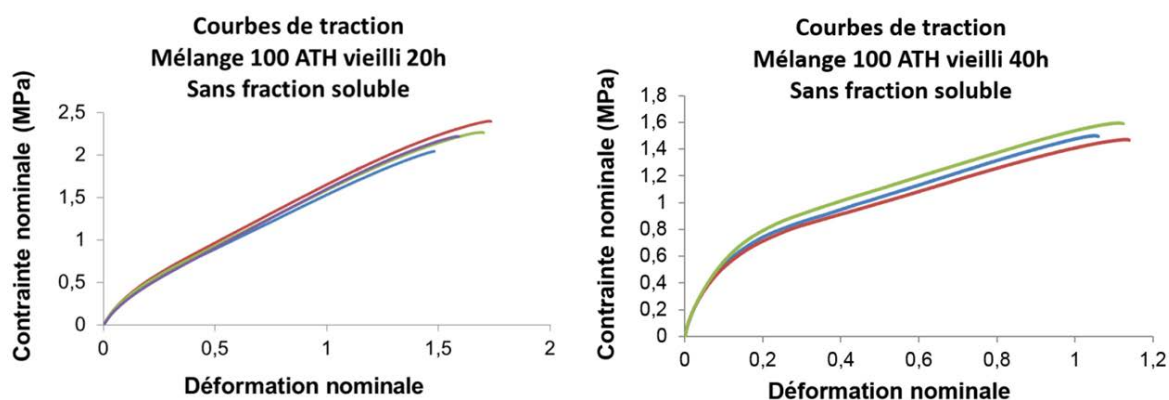 Courbes de traction
Mélange 100 ATH vieilli 20h
Sans fraction soluble
Contrainte nominale (MPa)
2,5
2
1,5
1
0,5
0
0
0,5
1
1,5
2
Déformation nominale
Courbes de traction
Mélange 100 ATH vieilli 40h
Sans fraction soluble
Contrainte nominale (MPa)
1,8
1,6
1,4
1,2
1
0,8
0,6
0,4
0,2
0
0
0,2
0,4
0,6
0,8
1
1,2
Déformation nominale